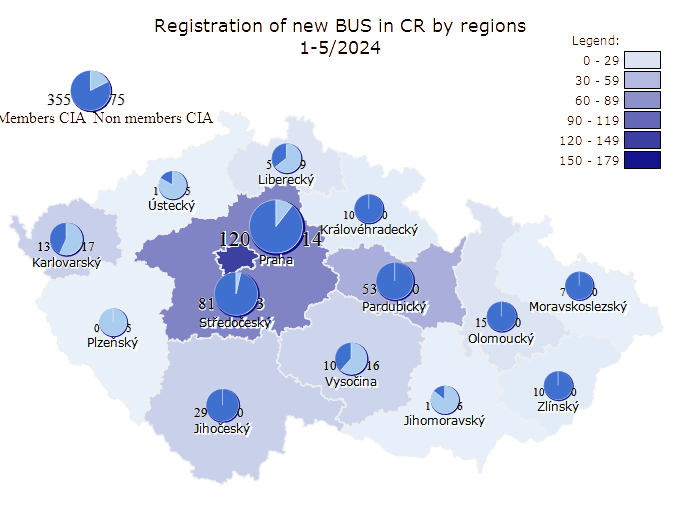 Registration of new BUS in CR by regions
1-5/2024
Legend:
0 - 29
30 - 59
60 - 89
90 - 119
120 - 149
150 - 179
355 75
Members CIA Non members CIA
5 9
Liberecký
1 5
Ústecký
10 0
Královéhradecký
13 17
Karlovarský
120 14
Praha
53 0
Pardubický
7 0
Moravskoslezský
81 3
Středočeský
0 5
Plzeňský
15 0
Olomoucký
10 16
Vysočina
29 0
Jihočeský
1 6
Jihomoravský
10 0
Zlínský